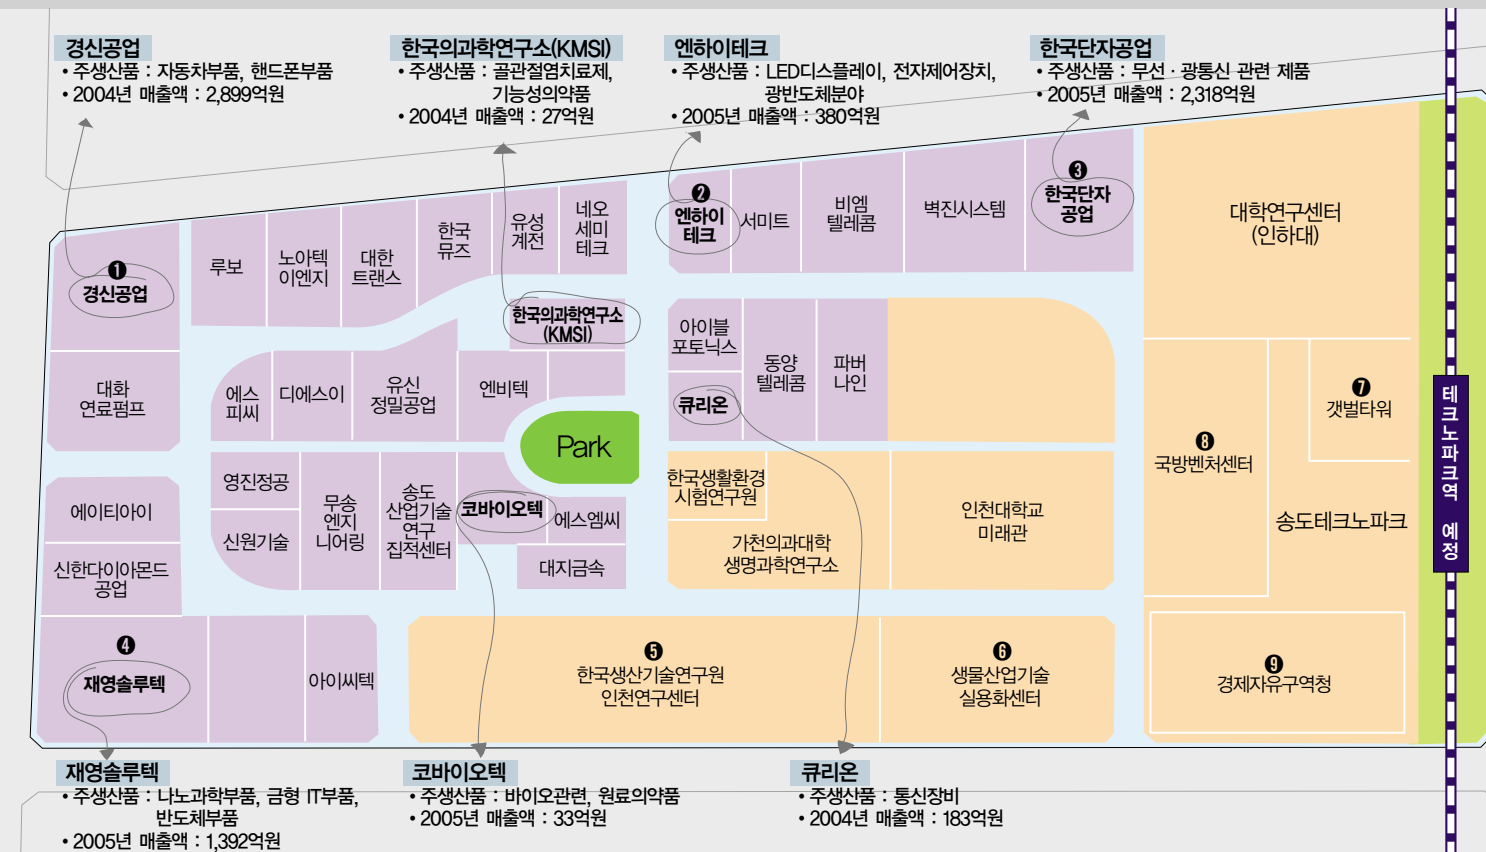 경신공업
• 주생산품 : 자동차부품, 핸드폰부품
• 2004년 매출액 : 2,899억원
한국의과학연구소(KMSI)
• 주생산품 : 골관절염치료제,
기능성의약품
• 2004년 매출액 : 27억원
엔하이테크
• 주생산품 : LED디스플레이, 전자제어장치,
광반도체분야
• 2005년 매출액 : 380억원
한국단자공업
• 주생산품 : 무선 · 광통신 관련 제품
• 2005년 매출액 : 2,318억원
❶
경신공업
루보
노아텍
이엔지
대한
트랜스
한국
뮤즈
유성
계전
네오
세미
테크
❷
엔하이
테크
서미트
비엠
텔레콤
벽진시스템
❸
한국단자
공업
대학연구센터
(인하대)
한국의과학연구소
(KMSI)
아이블
포토닉스
동양
텔레콤
파버
나인
큐리온
대화
연료펌프
에스
피씨
디에스이
유신
정밀공업
엔비텍
Park
❼
갯벌타워
❽
국방벤처센터
테크노파크역 예정
영진정공
신원기술
무송
엔지
니어링
송도
산업기술
연구
집적센터
코바이오텍
에스엠씨
대지금속
한국생활환경
시험연구원
가천의과대학
생명과학연구소
인천대학교
미래관
송도테크노파크
에이티아이
신한다이아몬드
공업
❹
재영솔루텍
아이씨텍
❺
한국생산기술연구원
인천연구센터
❻
생물산업기술
실용화센터
❾
경제자유구역청
재영솔루텍
• 주생산품 : 나노과학부품, 금형 IT부품,
반도체부품
• 2005년 매출액 : 1,392억원
코바이오텍
• 주생산품 : 바이오관련, 원료의약품
• 2005년 매출액 : 33억원
큐리온
• 주생산품 : 통신장비
• 2004년 매출액 : 183억원